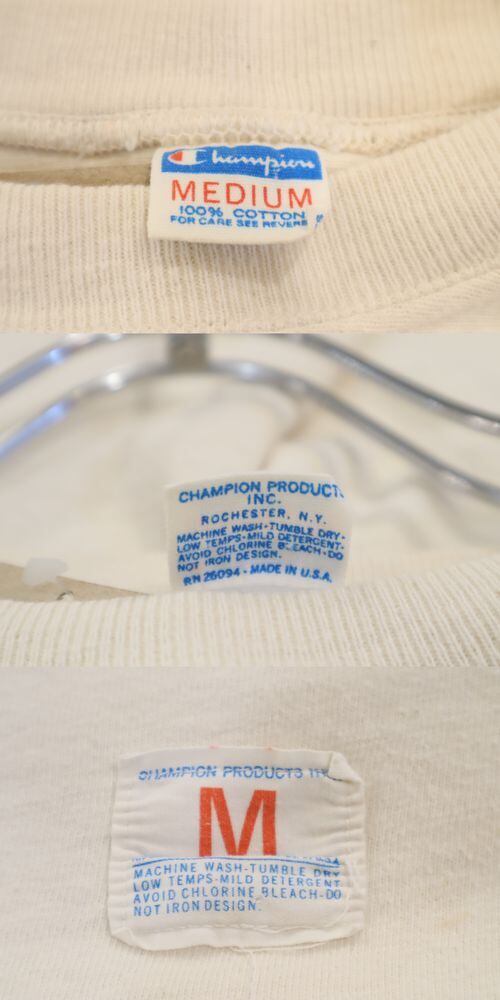 Champion
MEDIUM
100% COTTON
FOR CARE SEE REVERSE
CHAMPION PRODUCTS
INC.
ROCHESTER, N.Y.
MACHINE WASH-TUMBLE DRY-
LOW TEMPS-MILD DETERGENT-
AVOID CHLORINE BLEACH-DO
NOT IRON DESIGN.
RN 26094 - MADE IN U.S.A.
CHAMPION PRODUCTS INC.
M
MACHINE WASH-TUMBLE DRY
LOW TEMPS-MILD DETERGENT
AVOID CHLORINE BLEACH-DO
NOT IRON DESIGN.